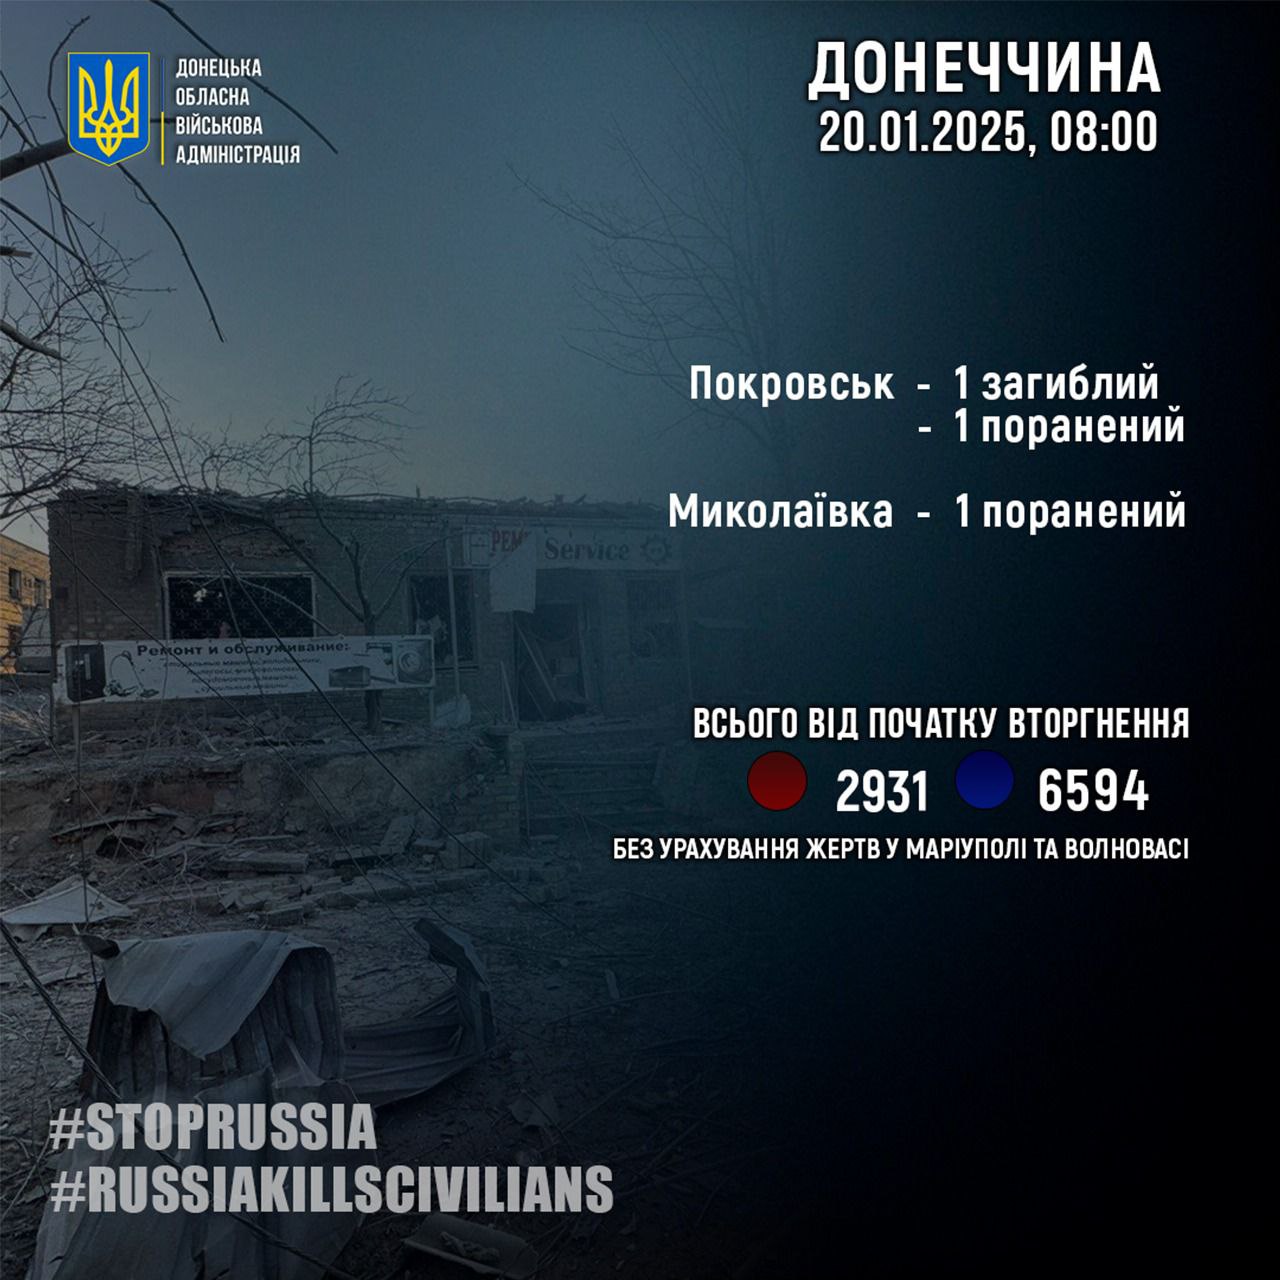 ДОНЕЦЬКА
ОБЛАСНА
ВІЙСЬКОВА
АДМІНІСТРАЦІЯ
ДОНЕЧЧИНА
20.01.2025, 08:00
Покровськ - 1 загиблий
- 1 поранений
Миколаївка - 1 поранений
РЕМ Service
Ремонт и обслуживание:
ВСЬОГО ВІД ПОЧАТКУ ВТОРГНЕННЯ
2931 6594
БЕЗ УРАХУВАННЯ ЖЕРТВ У МАРІУПОЛІ ТА ВОЛНОВАСІ
#STOPRUSSIA
#RUSSIAKILLSCIVILIANS